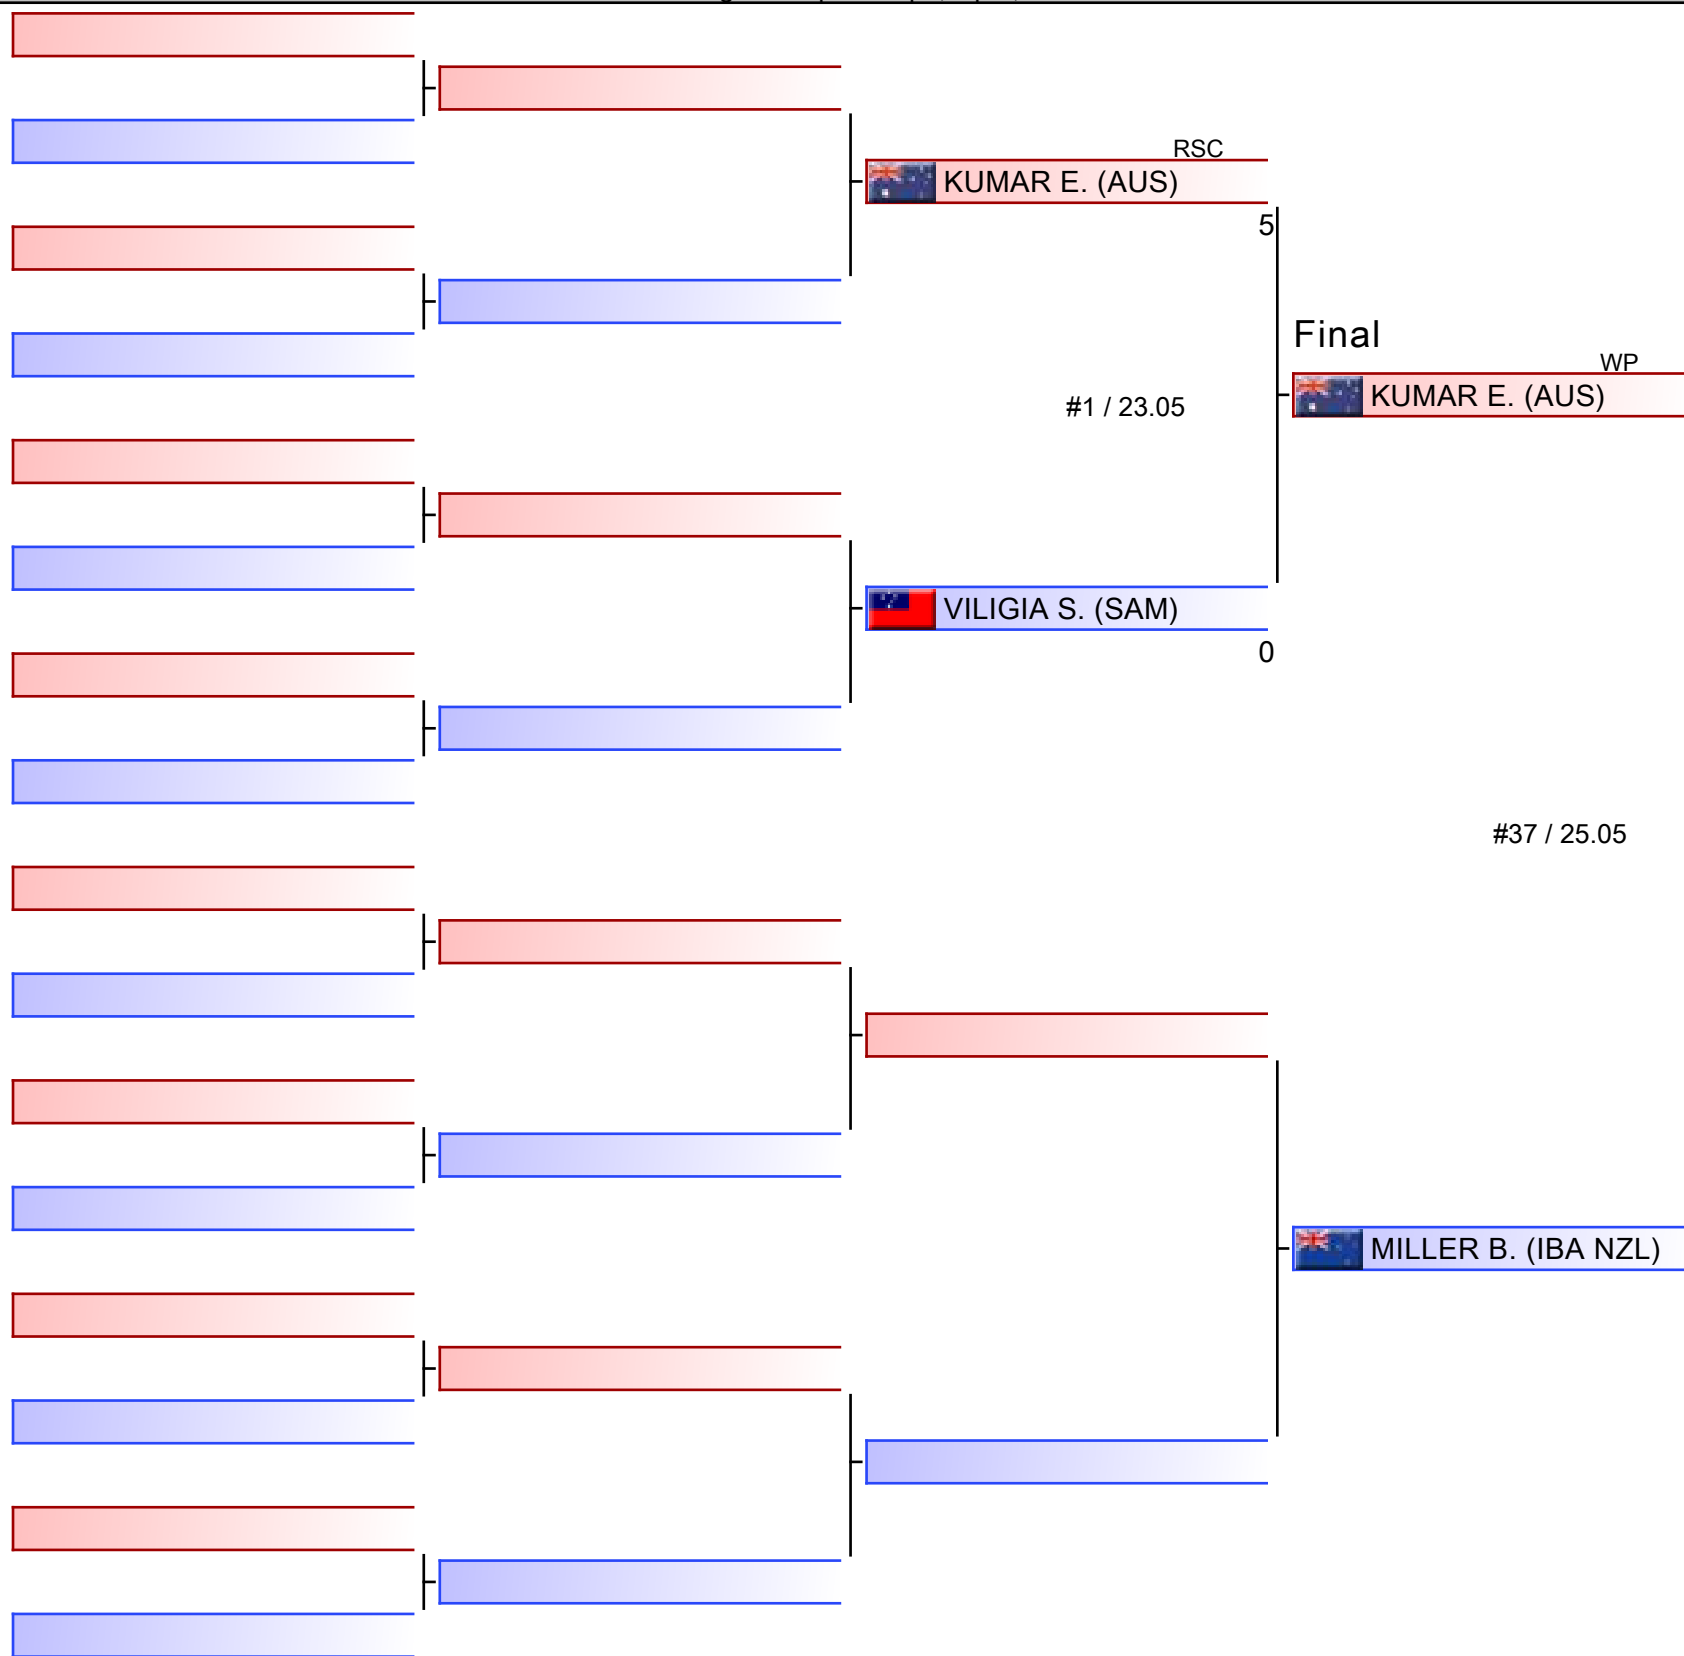 RSC
KUMAR E. (AUS)
5
Final
WP
KUMAR E. (AUS)
#1 / 23.05
VILIGIA S. (SAM)
0
#37 / 25.05
MILLER B. (IBA NZL)